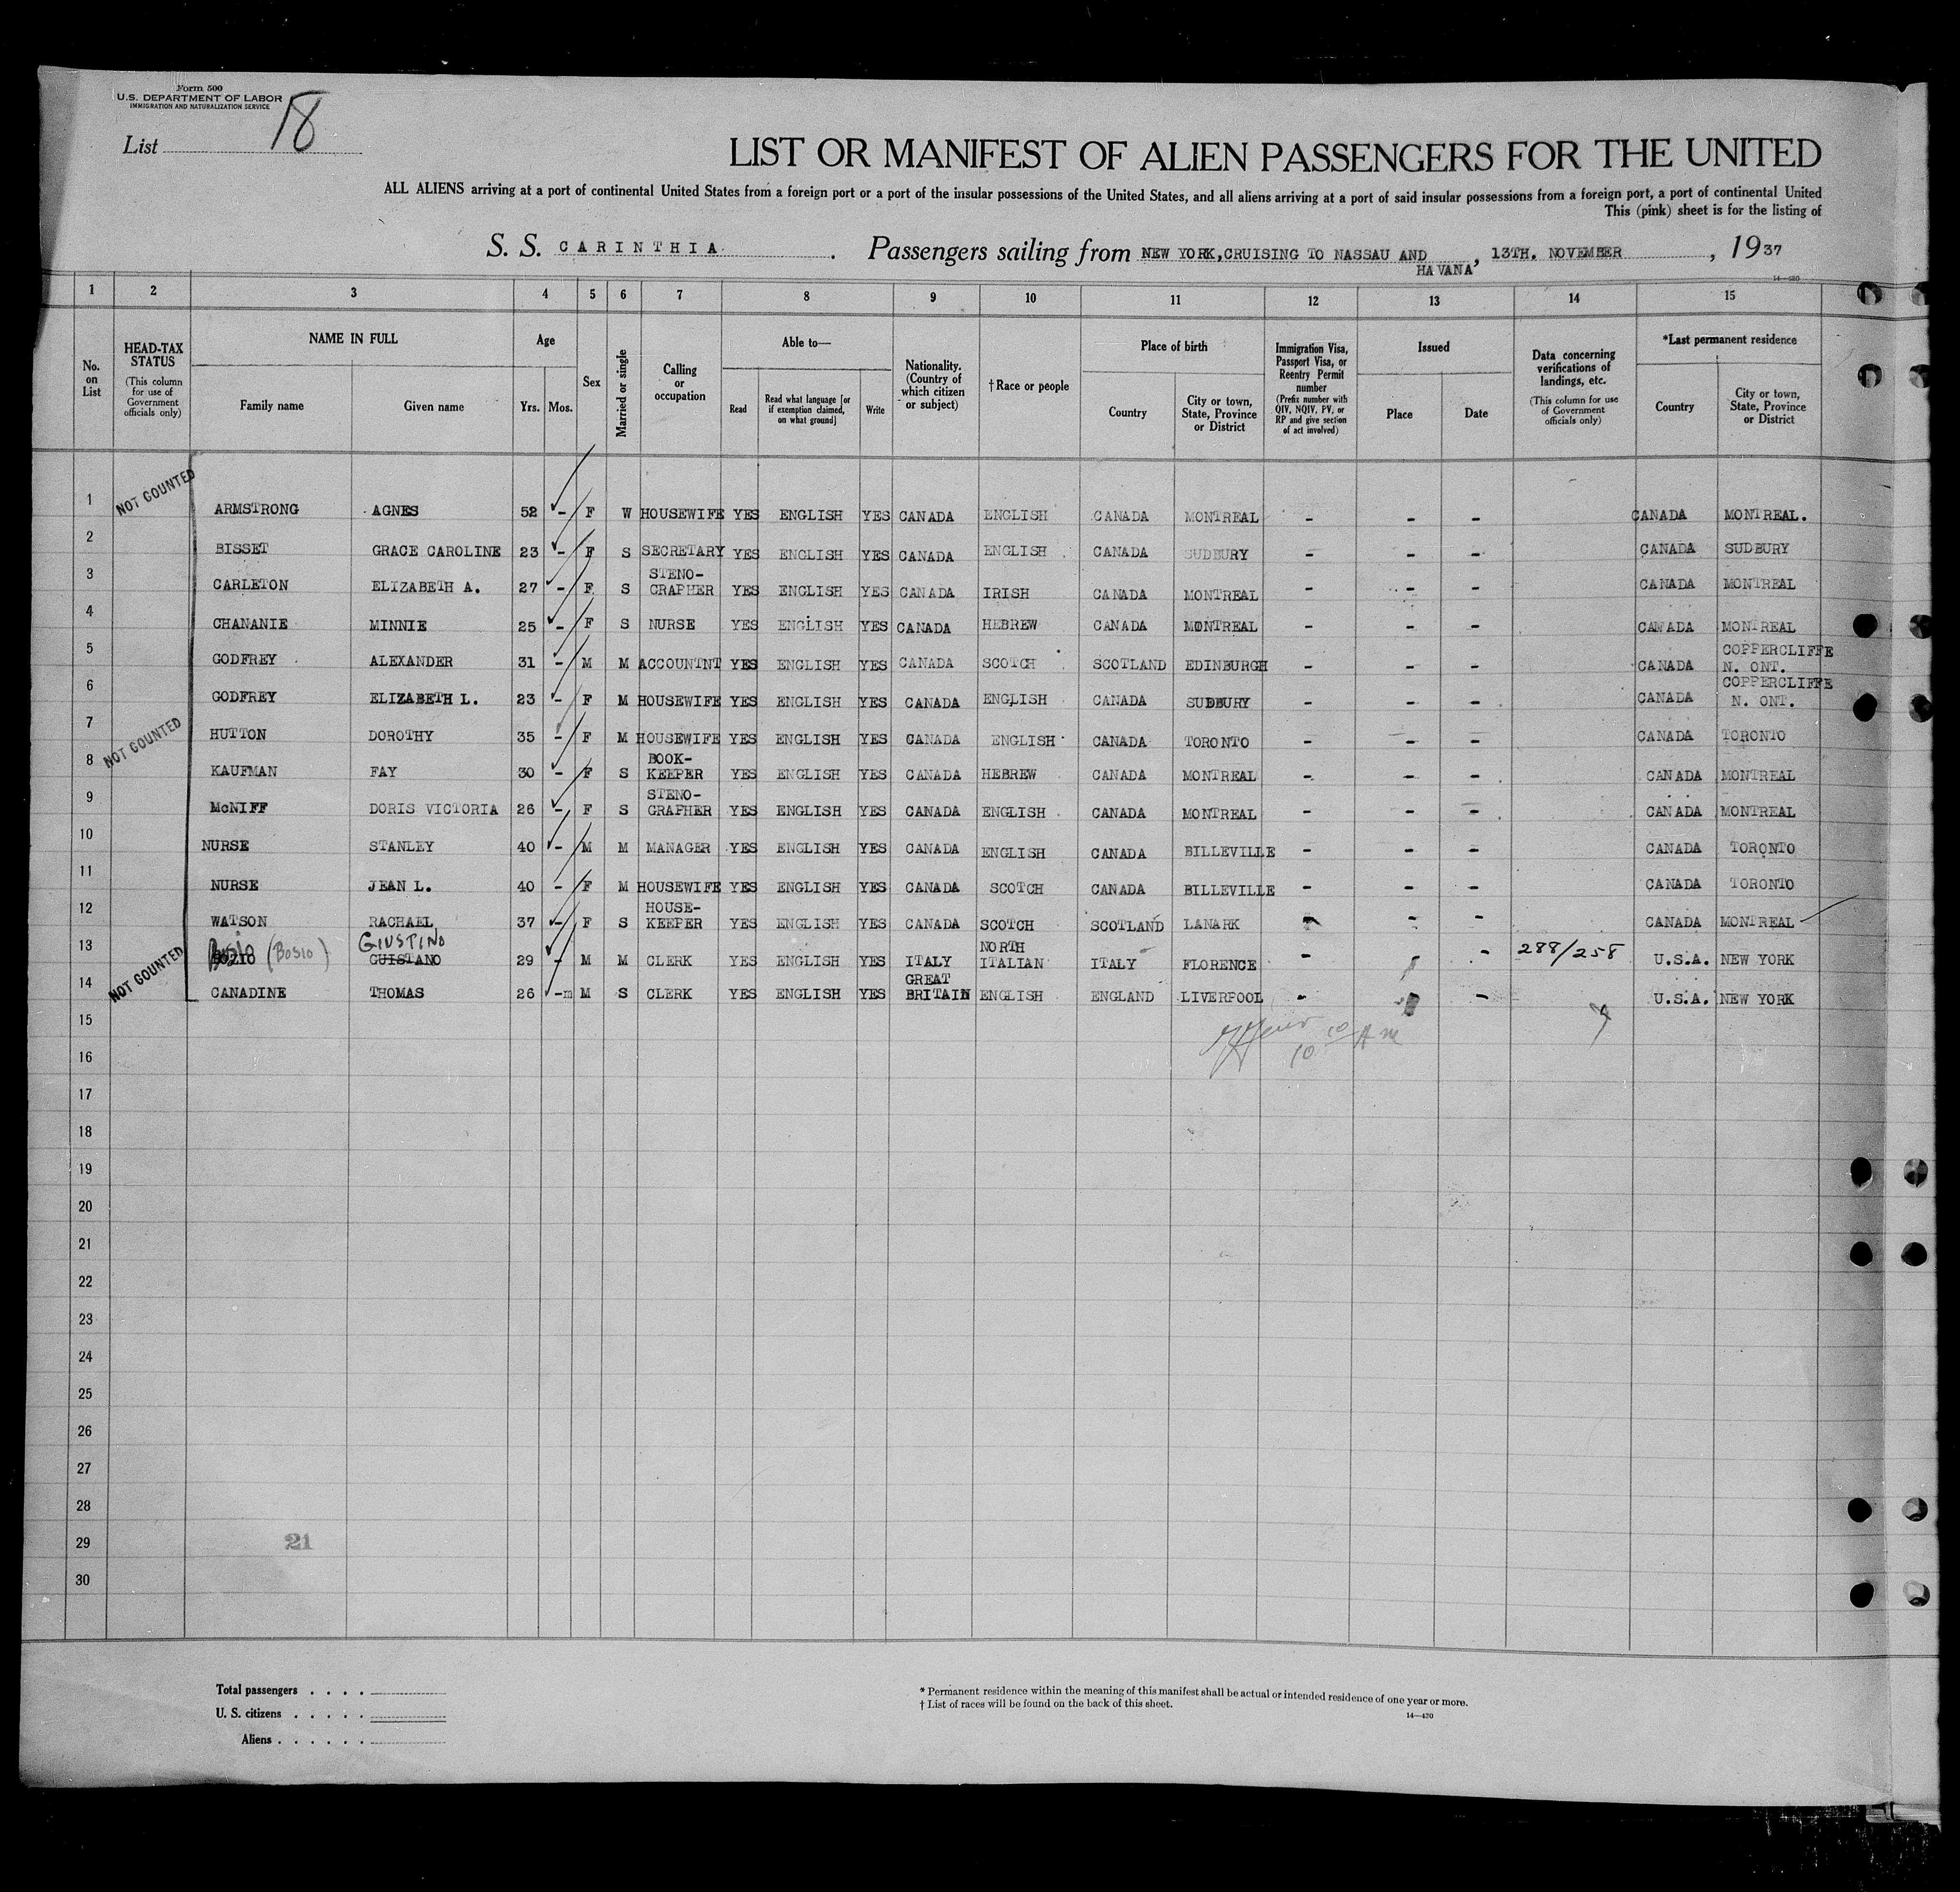 Form 500
U.S. DEPARTMENT OF LABOR
IMMIGRATION AND NATURALIZATION SERVICE
List 18
LIST OR MANIFEST OF ALIEN PASSENGERS FOR THE UNITED
ALL ALIENS arriving at a port of continental United States from a foreign port or a port of the insular possessions of the United States, and all aliens arriving at a port of said insular possessions from a foreign port, a port of continental United
This (pink) sheet is for the listing of
S. S. CARINTHIA. Passengers sailing from NEW YORK, CRUISING TO NASSAU AND, 13TH. NOVEMBER, 1937
HAVANA
14—430
1 2 3 4 5 6 7 8 9 10 11 12 13 14 15
No. on List
HEAD-TAX STATUS
(This column for use of Government officials only)
NAME IN FULL
Family name Given name
Age
Yrs. Mos.
Sex
Married or single
Calling or occupation
Able to—
Read Read what language [or if exemption claimed, on what ground] Write
Nationality. (Country of which citizen or subject)
† Race or people
Place of birth
Country City or town, State, Province or District
Immigration Visa, Passport Visa, or Reentry Permit number
(Prefix number with QIV, NQIV, PV, or RP and give section of act involved)
Issued
Place Date
Data concerning verifications of landings, etc.
(This column for use of Government officials only)
*Last permanent residence
Country City or town, State, Province or District
1 NOT COUNTED ARMSTRONG AGNES 52 - F W HOUSEWIFE YES ENGLISH YES CANADA ENGLISH CANADA MONTREAL - - - CANADA MONTREAL.
2 BISSET GRACE CAROLINE 23 - F S SECRETARY YES ENGLISH YES CANADA ENGLISH CANADA SUDBURY - - - CANADA SUDBURY
3 CARLETON ELIZABETH A. 27 - F S STENO-GRAPHER YES ENGLISH YES CANADA IRISH CANADA MONTREAL - - - CANADA MONTREAL
4 CHANANIE MINNIE 25 - F S NURSE YES ENGLISH YES CANADA HEBREW CANADA MONTREAL - - - CANADA MONTREAL
5 GODFREY ALEXANDER 31 - M M ACCOUNTNT YES ENGLISH YES CANADA SCOTCH SCOTLAND EDINBURGH - - - CANADA COPPERCLIFFE N. ONT.
6 GODFREY ELIZABETH L. 23 - F M HOUSEWIFE YES ENGLISH YES CANADA ENGLISH CANADA SUDBURY - - - CANADA COPPERCLIFFE N. ONT.
7 NOT COUNTED HUTTON DOROTHY 35 - F M HOUSEWIFE YES ENGLISH YES CANADA ENGLISH CANADA TORONTO - - - CANADA TORONTO
8 KAUFMAN FAY 30 - F S BOOK-KEEPER YES ENGLISH YES CANADA HEBREW CANADA MONTREAL - - - CANADA MONTREAL
9 McNIFF DORIS VICTORIA 26 - F S STENO-GRAPHER YES ENGLISH YES CANADA ENGLISH CANADA MONTREAL - - - CANADA MONTREAL
10 NURSE STANLEY 40 - M M MANAGER YES ENGLISH YES CANADA ENGLISH CANADA BILLEVILLE - - - CANADA TORONTO
11 NURSE JEAN L. 40 - F M HOUSEWIFE YES ENGLISH YES CANADA SCOTCH CANADA BILLEVILLE - - - CANADA TORONTO
12 WATSON RACHAEL 37 - F S HOUSE-KEEPER YES ENGLISH YES CANADA SCOTCH SCOTLAND LANARK - - - CANADA MONTREAL
13 NOT COUNTED BOZIO (BOSIO) GIUSTINO GUISTANO 29 - M M CLERK YES ENGLISH YES ITALY NORTH ITALIAN ITALY FLORENCE - - 288/258 U.S.A. NEW YORK
14 CANADINE THOMAS 26 -m M S CLERK YES ENGLISH YES GREAT BRITAIN ENGLISH ENGLAND LIVERPOOL - - U.S.A. NEW YORK
15
16
17
18
19
20
21
22
23
24
25
26
27
28
29 21
30
Total passengers . . . .
U. S. citizens . . . . .
Aliens . . . . . .
* Permanent residence within the meaning of this manifest shall be actual or intended residence of one year or more.
† List of races will be found on the back of this sheet.
14—430